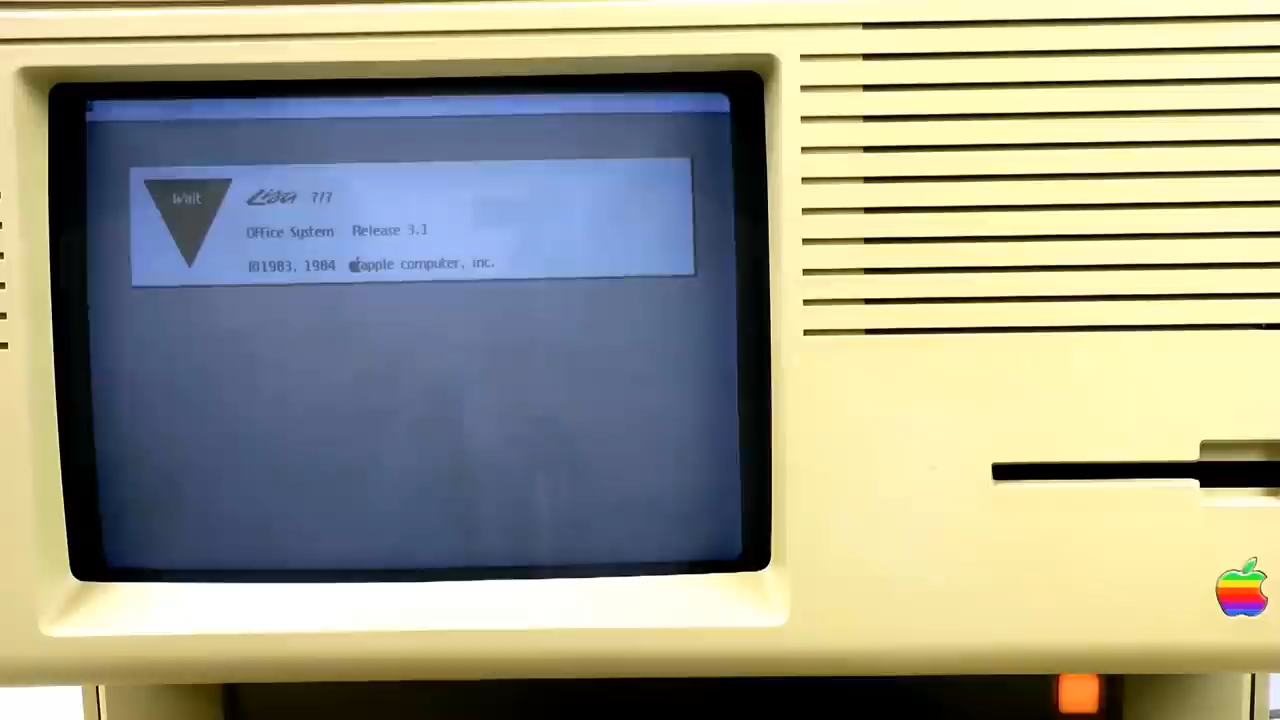 Wait
Lisa 7/7
Office System Release 3.1
©1983, 1984 apple computer, inc.